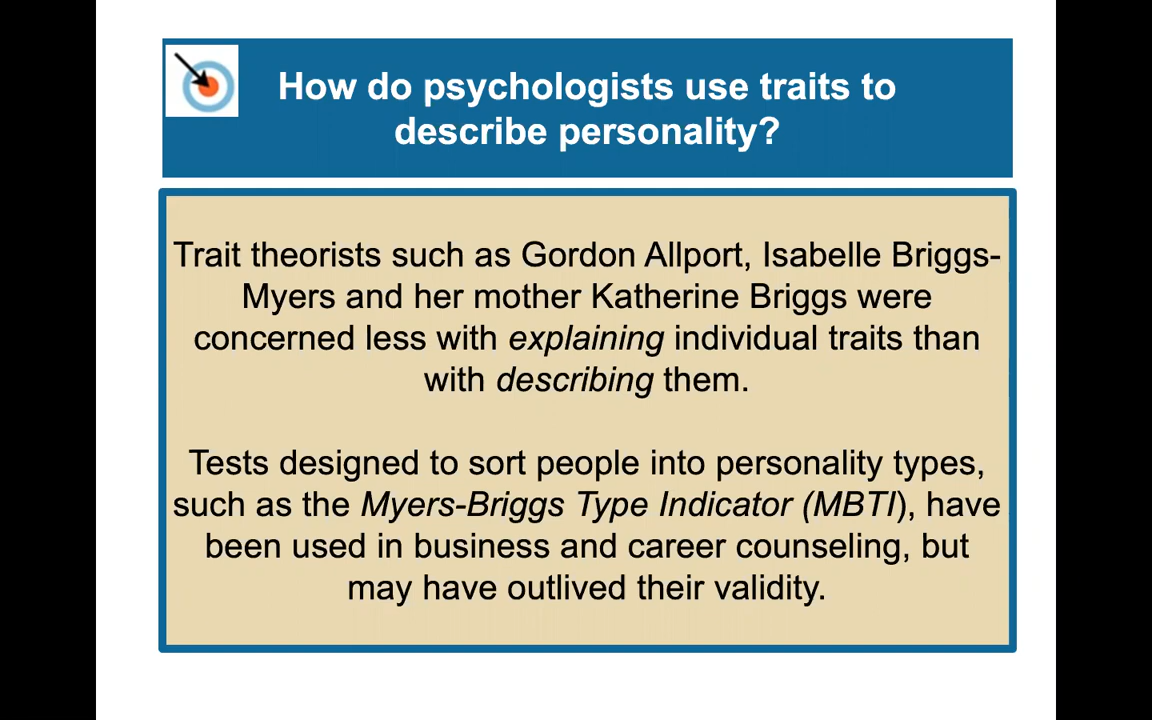 How do psychologists use traits to
describe personality?
Trait theorists such as Gordon Allport, Isabelle Briggs-
Myers and her mother Katherine Briggs were
concerned less with explaining individual traits than
with describing them.
Tests designed to sort people into personality types,
such as the Myers-Briggs Type Indicator (MBTI), have
been used in business and career counseling, but
may have outlived their validity.